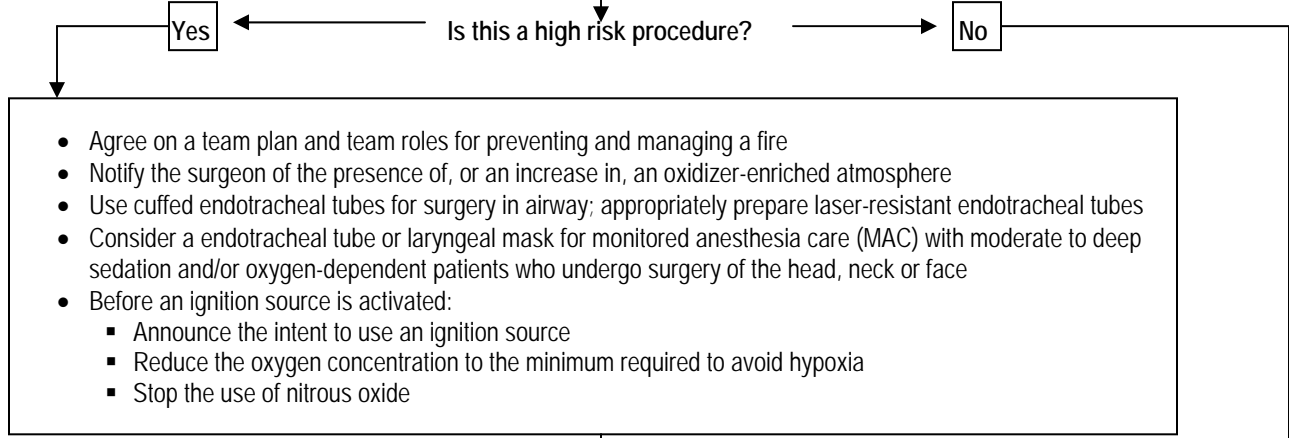 Yes Is this a high risk procedure? No
• Agree on a team plan and team roles for preventing and managing a fire
• Notify the surgeon of the presence of, or an increase in, an oxidizer-enriched atmosphere
• Use cuffed endotracheal tubes for surgery in airway; appropriately prepare laser-resistant endotracheal tubes
• Consider a endotracheal tube or laryngeal mask for monitored anesthesia care (MAC) with moderate to deep
sedation and/or oxygen-dependent patients who undergo surgery of the head, neck or face
• Before an ignition source is activated:
▪ Announce the intent to use an ignition source
▪ Reduce the oxygen concentration to the minimum required to avoid hypoxia
▪ Stop the use of nitrous oxide